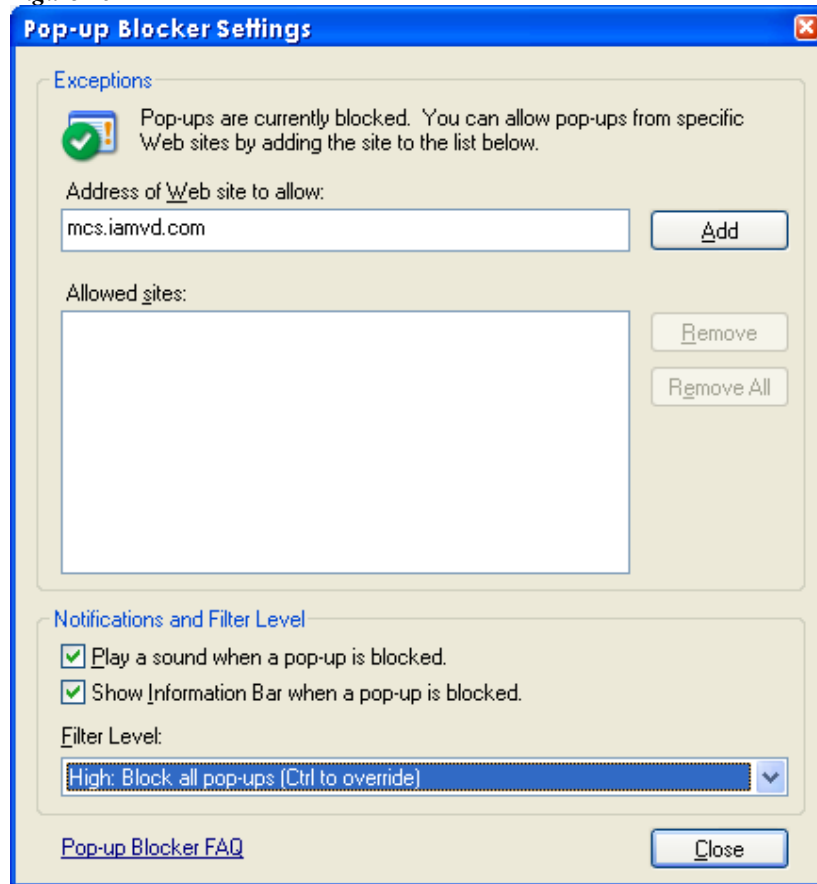 Pop-up Blocker Settings
Exceptions
Pop-ups are currently blocked. You can allow pop-ups from specific
Web sites by adding the site to the list below.
Address of Web site to allow:
mcs.iamvd.com
Add
Allowed sites:
Remove
Remove All
Notifications and Filter Level
Play a sound when a pop-up is blocked.
Show Information Bar when a pop-up is blocked.
Filter Level:
High: Block all pop-ups (Ctrl to override)
Pop-up Blocker FAQ
Close